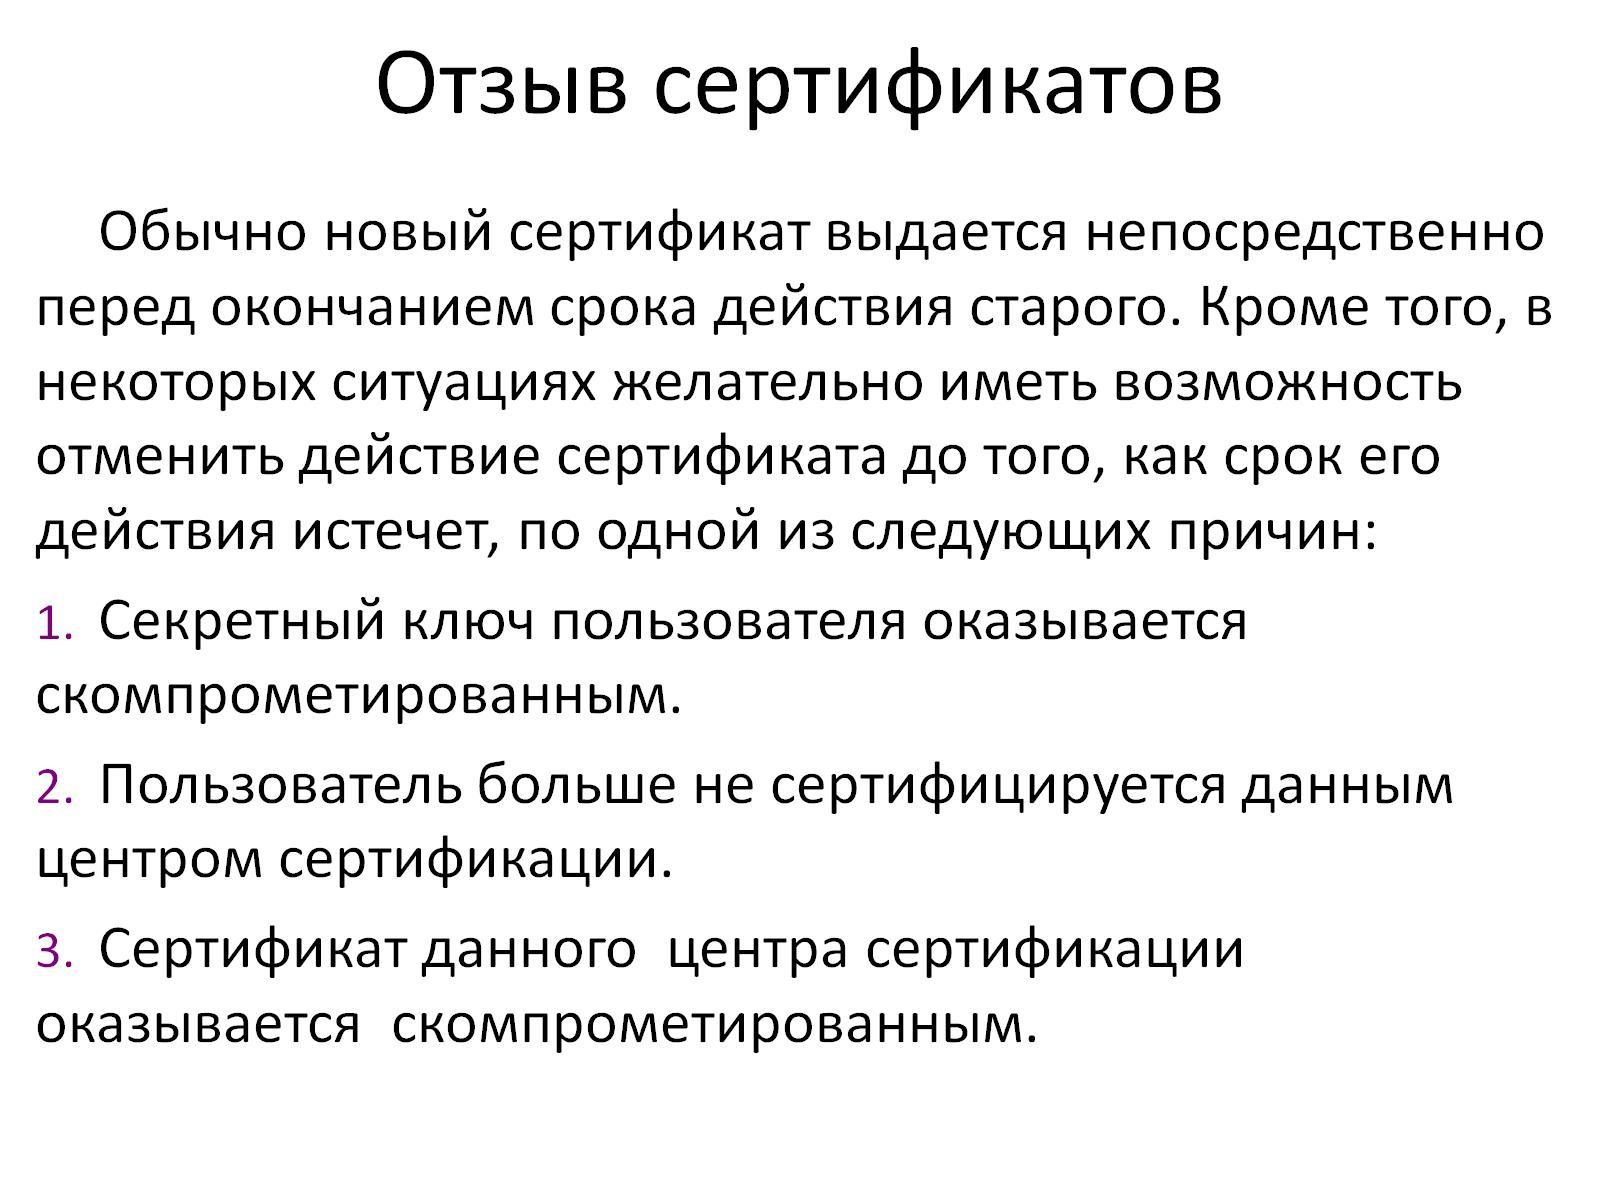 Отзыв сертификатов
Обычно новый сертификат выдается непосредственно
перед окончанием срока действия старого. Кроме того, в
некоторых ситуациях желательно иметь возможность
отменить действие сертификата до того, как срок его
действия истечет, по одной из следующих причин:
1. Секретный ключ пользователя оказывается
скомпрометированным.
2. Пользователь больше не сертифицируется данным
центром сертификации.
3. Сертификат данного центра сертификации
оказывается скомпрометированным.